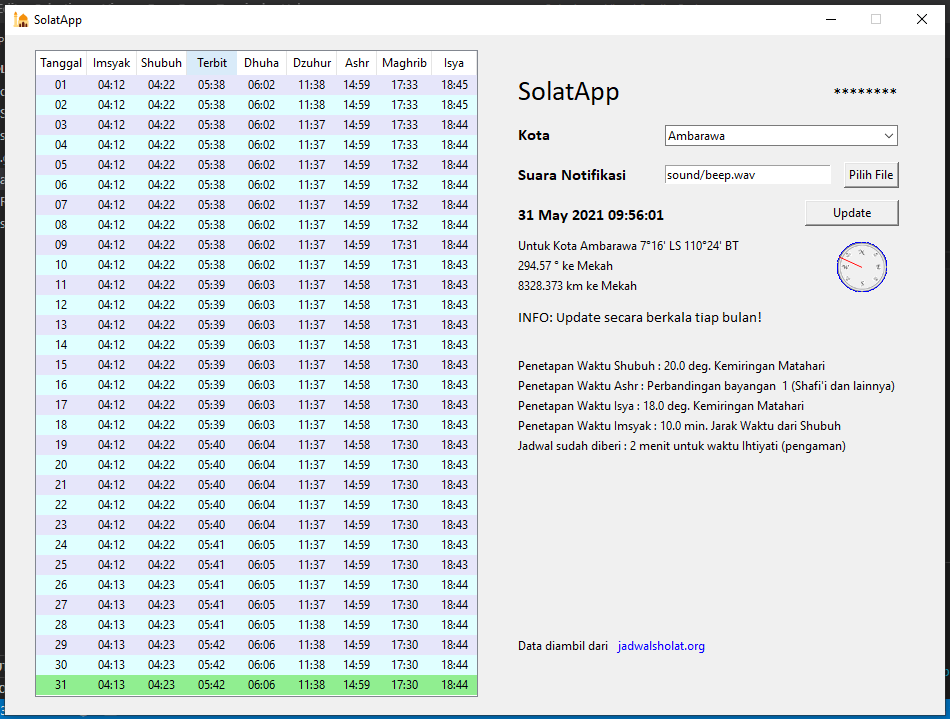 SolatApp
Tanggal Imsyak Shubuh Terbit Dhuha Dzuhur Ashr Maghrib Isya
01 04:12 04:22 05:38 06:02 11:38 14:59 17:33 18:45
02 04:12 04:22 05:38 06:02 11:38 14:59 17:33 18:45
03 04:12 04:22 05:38 06:02 11:37 14:59 17:33 18:44
04 04:12 04:22 05:38 06:02 11:37 14:59 17:33 18:44
05 04:12 04:22 05:38 06:02 11:37 14:59 17:32 18:44
06 04:12 04:22 05:38 06:02 11:37 14:59 17:32 18:44
07 04:12 04:22 05:38 06:02 11:37 14:59 17:32 18:44
08 04:12 04:22 05:38 06:02 11:37 14:59 17:32 18:44
09 04:12 04:22 05:38 06:02 11:37 14:59 17:31 18:44
10 04:12 04:22 05:38 06:02 11:37 14:59 17:31 18:43
11 04:12 04:22 05:39 06:03 11:37 14:58 17:31 18:43
12 04:12 04:22 05:39 06:03 11:37 14:58 17:31 18:43
13 04:12 04:22 05:39 06:03 11:37 14:58 17:31 18:43
14 04:12 04:22 05:39 06:03 11:37 14:58 17:31 18:43
15 04:12 04:22 05:39 06:03 11:37 14:58 17:30 18:43
16 04:12 04:22 05:39 06:03 11:37 14:58 17:30 18:43
17 04:12 04:22 05:39 06:03 11:37 14:58 17:30 18:43
18 04:12 04:22 05:39 06:03 11:37 14:58 17:30 18:43
19 04:12 04:22 05:40 06:04 11:37 14:58 17:30 18:43
20 04:12 04:22 05:40 06:04 11:37 14:59 17:30 18:43
21 04:12 04:22 05:40 06:04 11:37 14:59 17:30 18:43
22 04:12 04:22 05:40 06:04 11:37 14:59 17:30 18:43
23 04:12 04:22 05:40 06:04 11:37 14:59 17:30 18:43
24 04:12 04:22 05:41 06:05 11:37 14:59 17:30 18:43
25 04:12 04:22 05:41 06:05 11:37 14:59 17:30 18:43
26 04:13 04:23 05:41 06:05 11:37 14:59 17:30 18:44
27 04:13 04:23 05:41 06:05 11:37 14:59 17:30 18:44
28 04:13 04:23 05:41 06:05 11:38 14:59 17:30 18:44
29 04:13 04:23 05:42 06:06 11:38 14:59 17:30 18:44
30 04:13 04:23 05:42 06:06 11:38 14:59 17:30 18:44
31 04:13 04:23 05:42 06:06 11:38 14:59 17:30 18:44
SolatApp ********
Kota Ambarawa
Suara Notifikasi sound/beep.wav Pilih File
31 May 2021 09:56:01 Update
Untuk Kota Ambarawa 7°16' LS 110°24' BT
294.57 ° ke Mekah
8328.373 km ke Mekah
INFO: Update secara berkala tiap bulan!
Penetapan Waktu Shubuh : 20.0 deg. Kemiringan Matahari
Penetapan Waktu Ashr : Perbandingan bayangan 1 (Shafi'i dan lainnya)
Penetapan Waktu Isya : 18.0 deg. Kemiringan Matahari
Penetapan Waktu Imsyak : 10.0 min. Jarak Waktu dari Shubuh
Jadwal sudah diberi : 2 menit untuk waktu Ihtiyati (pengaman)
Data diambil dari jadwalsholat.org